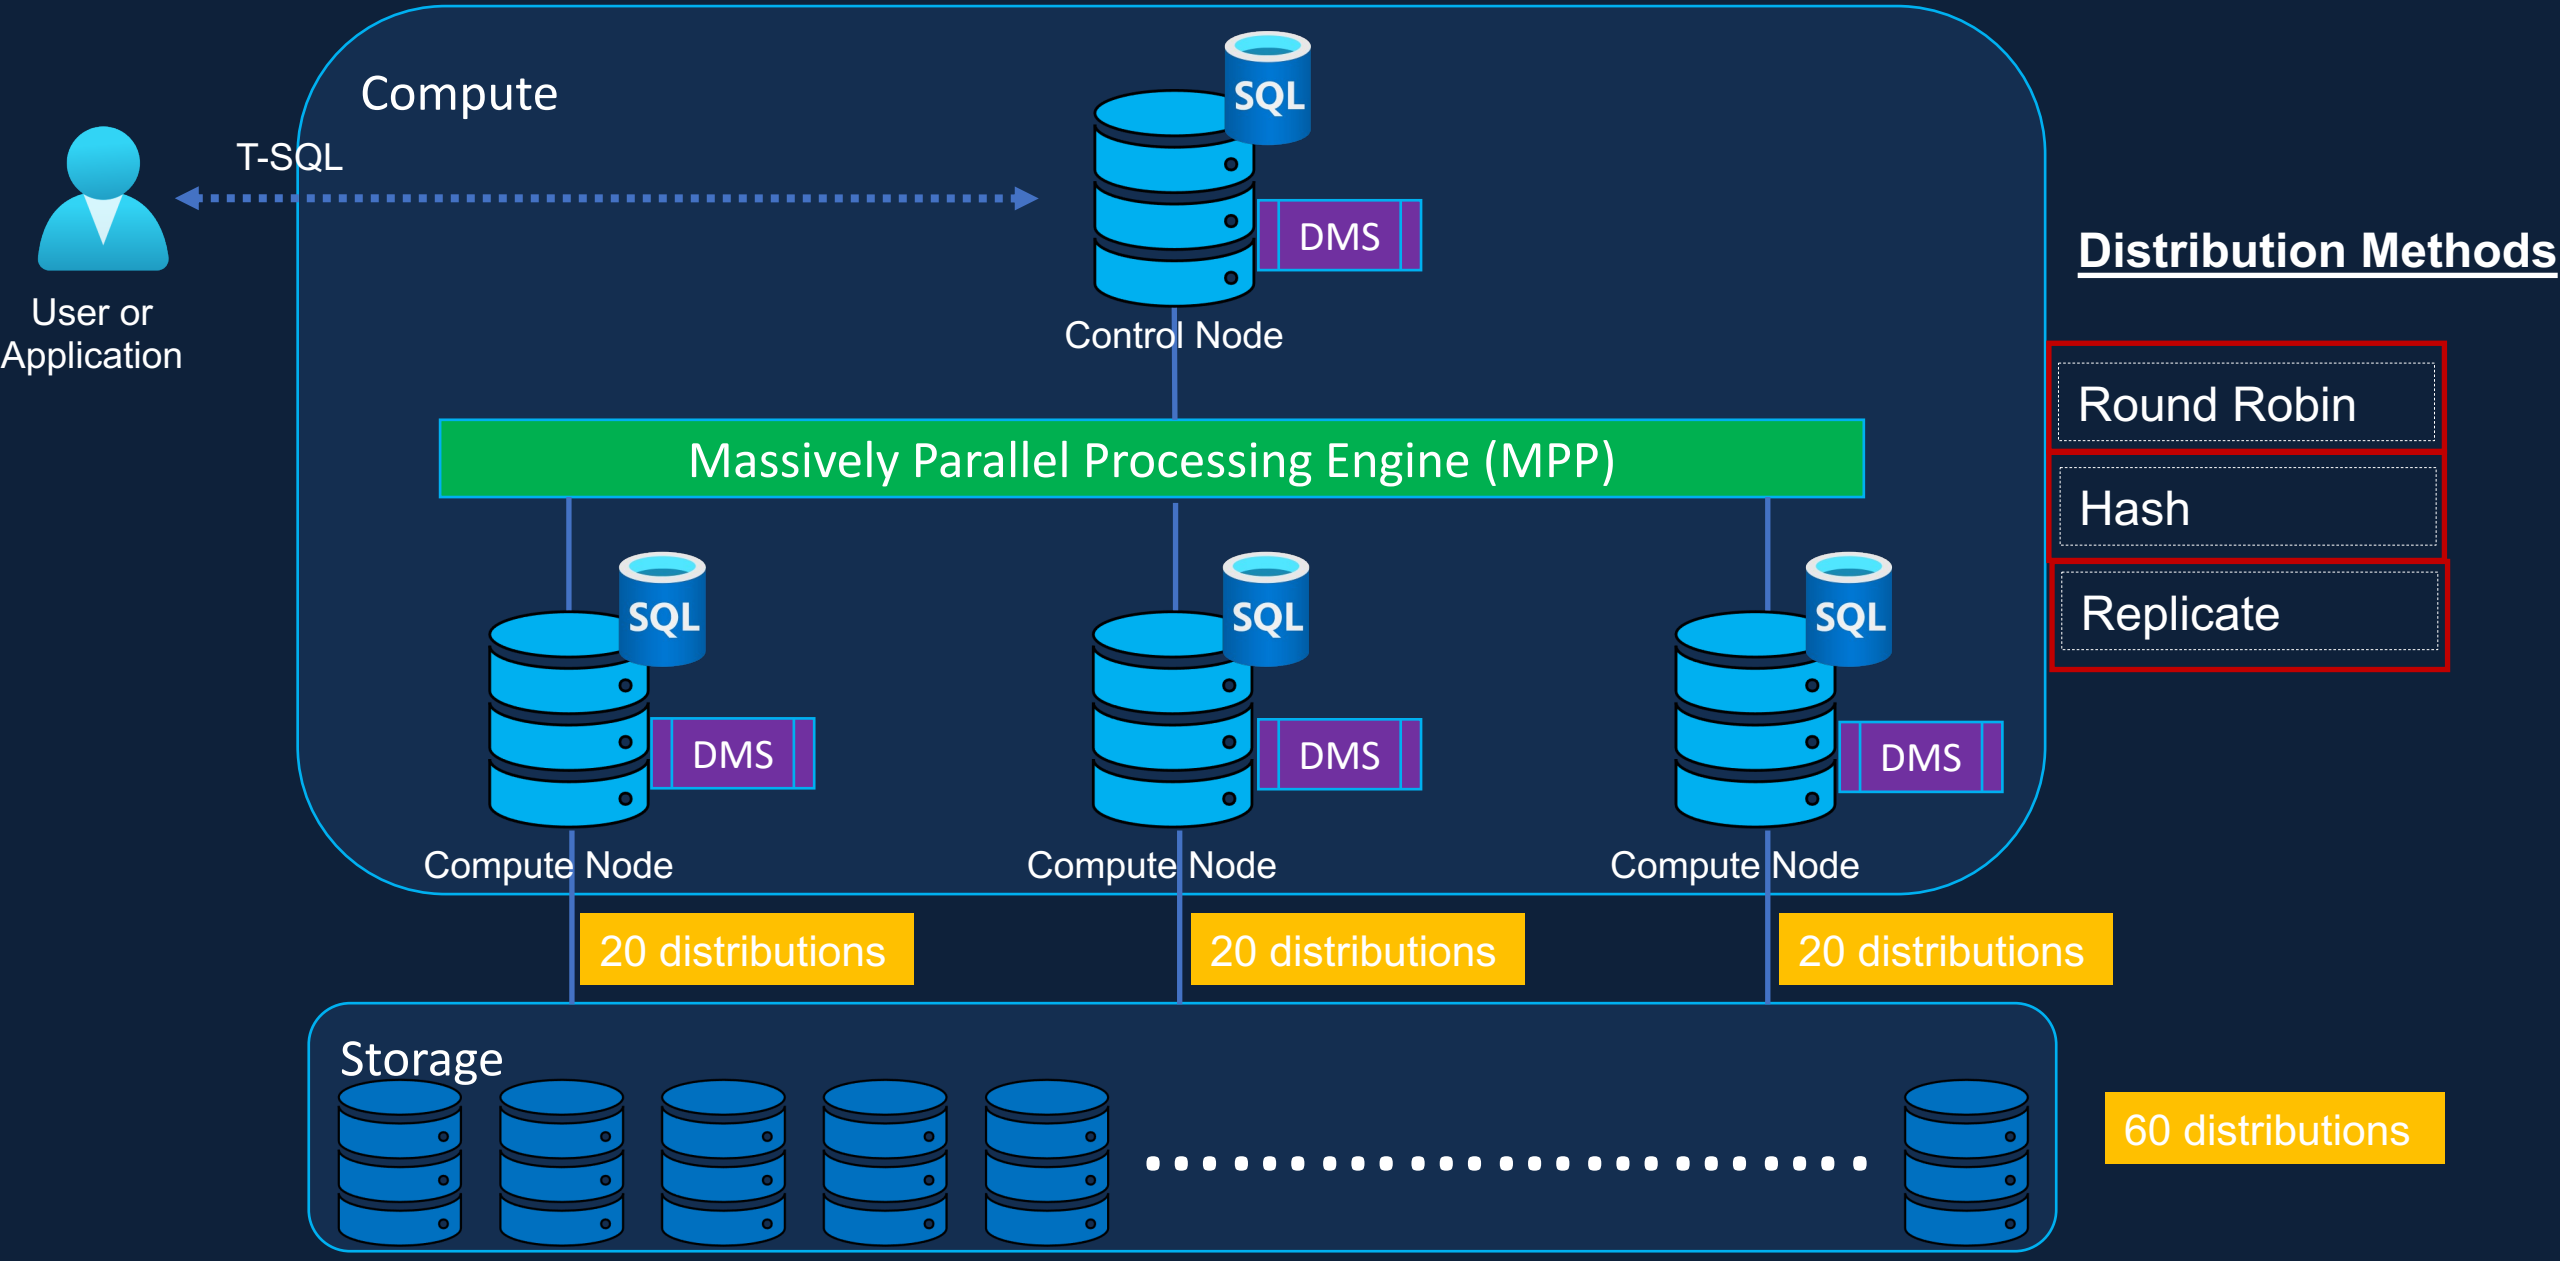 Compute
SQL
T-SQL
DMS
User or
Application
Control Node
Distribution Methods
Round Robin
Hash
Replicate
Massively Parallel Processing Engine (MPP)
SQL
SQL
SQL
DMS
DMS
DMS
Compute Node
Compute Node
Compute Node
20 distributions
20 distributions
20 distributions
Storage
60 distributions